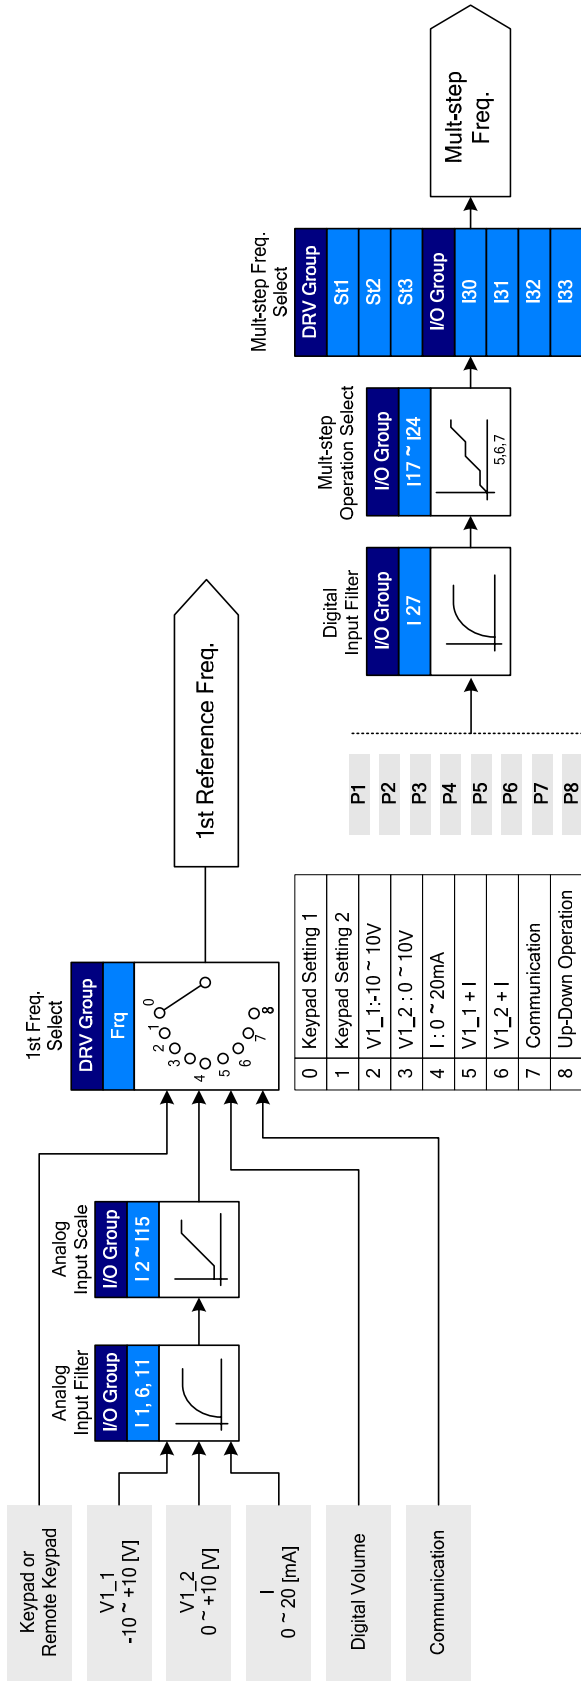 Keypad or
Remote Keypad
V1_1
-10 ~ +10 [V]
V1_2
0 ~ +10 [V]
I
0 ~ 20 [mA]
Digital Volume
Communication
Analog
Input Filter
I/O Group
I 1, 6, 11
Analog
Input Scale
I/O Group
I 2 ~ I15
1st Freq.
Select
DRV Group
Frq
0
1
2
3
4
5
6
7
8
1st Reference Freq.
0 Keypad Setting 1
1 Keypad Setting 2
2 V1_1:-10 ~ 10V
3 V1_2 : 0 ~ 10V
4 I : 0 ~ 20mA
5 V1_1 + I
6 V1_2 + I
7 Communication
8 Up-Down Operation
P1
P2
P3
P4
P5
P6
P7
P8
Digital
Input Filter
I/O Group
I 27
Mult-step
Operation Select
I/O Group
I17 ~ I24
5,6,7
Mult-step Freq.
Select
DRV Group
St1
St2
St3
I/O Group
I30
I31
I32
I33
Mult-step
Freq.